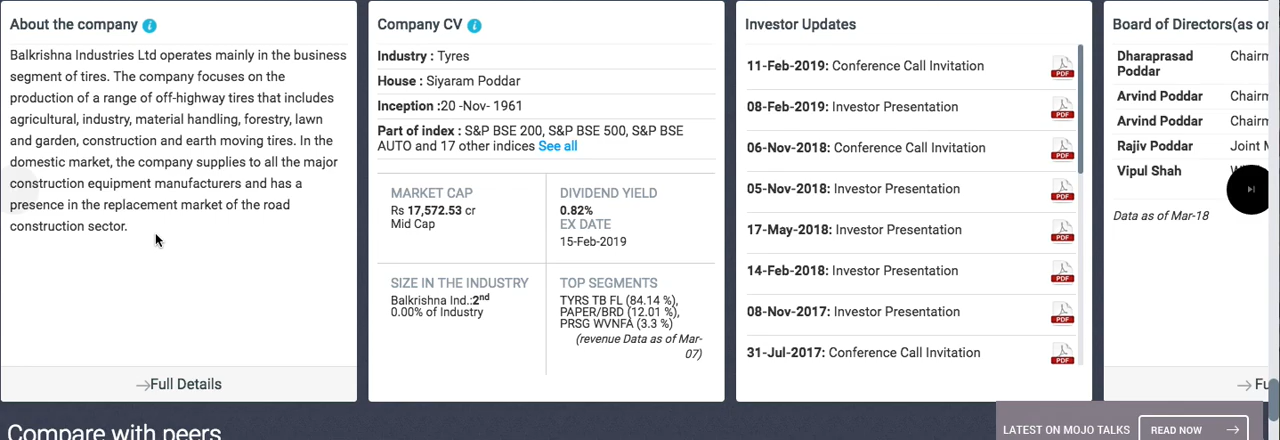 About the company
Balkrishna Industries Ltd operates mainly in the business
segment of tires. The company focuses on the
production of a range of off-highway tires that includes
agricultural, industry, material handling, forestry, lawn
and garden, construction and earth moving tires. In the
domestic market, the company supplies to all the major
construction equipment manufacturers and has a
presence in the replacement market of the road
construction sector.
Full Details
Company CV
Industry : Tyres
House : Siyaram Poddar
Inception :20 -Nov- 1961
Part of index : S&P BSE 200, S&P BSE 500, S&P BSE
AUTO and 17 other indices See all
MARKET CAP
Rs 17,572.53 cr
Mid Cap
DIVIDEND YIELD
0.82%
EX DATE
15-Feb-2019
SIZE IN THE INDUSTRY
Balkrishna Ind.:2nd
0.00% of Industry
TOP SEGMENTS
TYRS TB FL (84.14 %),
PAPER/BRD (12.01 %),
PRSG WVNFA (3.3 %)
(revenue Data as of Mar-
07)
Investor Updates
11-Feb-2019: Conference Call Invitation
PDF
08-Feb-2019: Investor Presentation
PDF
06-Nov-2018: Conference Call Invitation
PDF
05-Nov-2018: Investor Presentation
PDF
17-May-2018: Investor Presentation
PDF
14-Feb-2018: Investor Presentation
PDF
08-Nov-2017: Investor Presentation
PDF
31-Jul-2017: Conference Call Invitation
PDF
Board of Directors(as o
Dharaprasad Chairm
Poddar
Arvind Poddar Chairm
Arvind Poddar Chairm
Rajiv Poddar Joint M
Vipul Shah
Data as of Mar-18
Fu
Compare with peers
LATEST ON MOJO TALKS
READ NOW